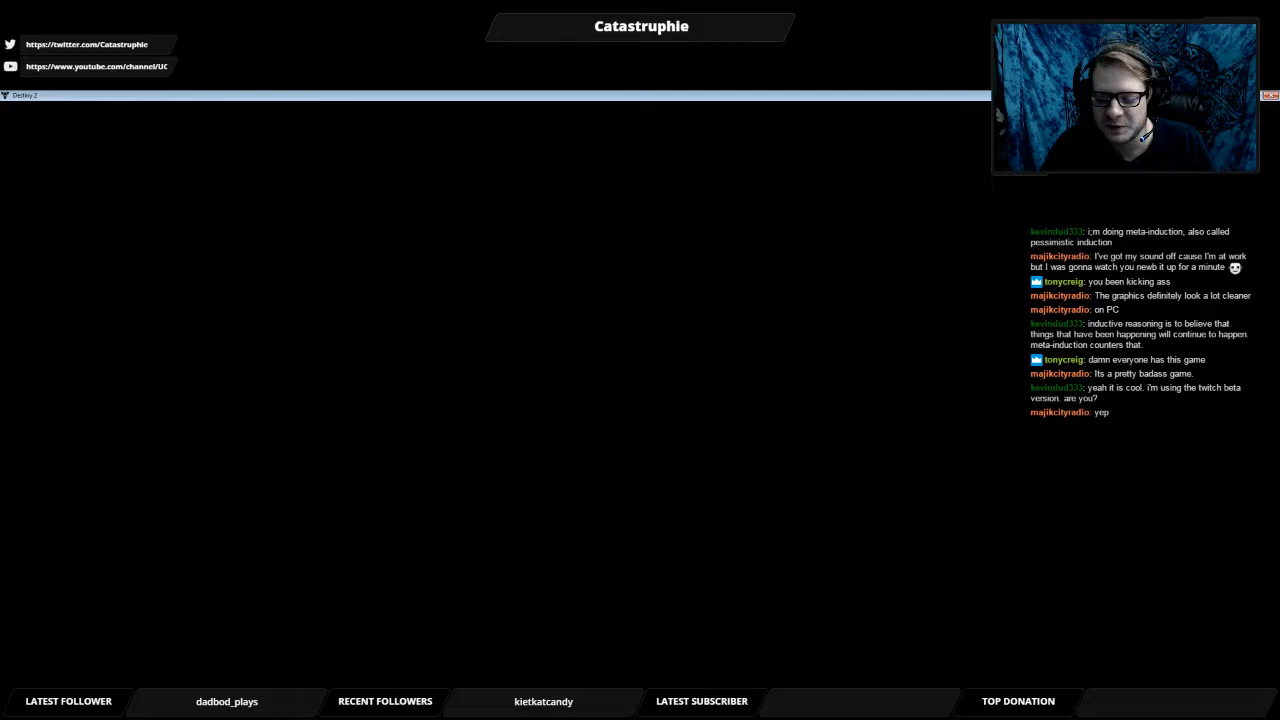 Catastruphie
https://twitter.com/Catastruphie
https://www.youtube.com/channel/UC
Destiny 2
kevindud333: i;m doing meta-induction, also called
pessimistic induction
majikcityradio: I've got my sound off cause I'm at work
but I was gonna watch you newb it up for a minute
tonycreig: you been kicking ass
majikcityradio: The graphics definitely look a lot cleaner
majikcityradio: on PC
kevindud333: inductive reasoning is to believe that
things that have been happening will continue to happen.
meta-induction counters that.
tonycreig: damn everyone has this game
majikcityradio: Its a pretty badass game.
kevindud333: yeah it is cool. i'm using the twitch beta
version. are you?
majikcityradio: yep
LATEST FOLLOWER dadbod_plays RECENT FOLLOWERS kietkatcandy LATEST SUBSCRIBER TOP DONATION